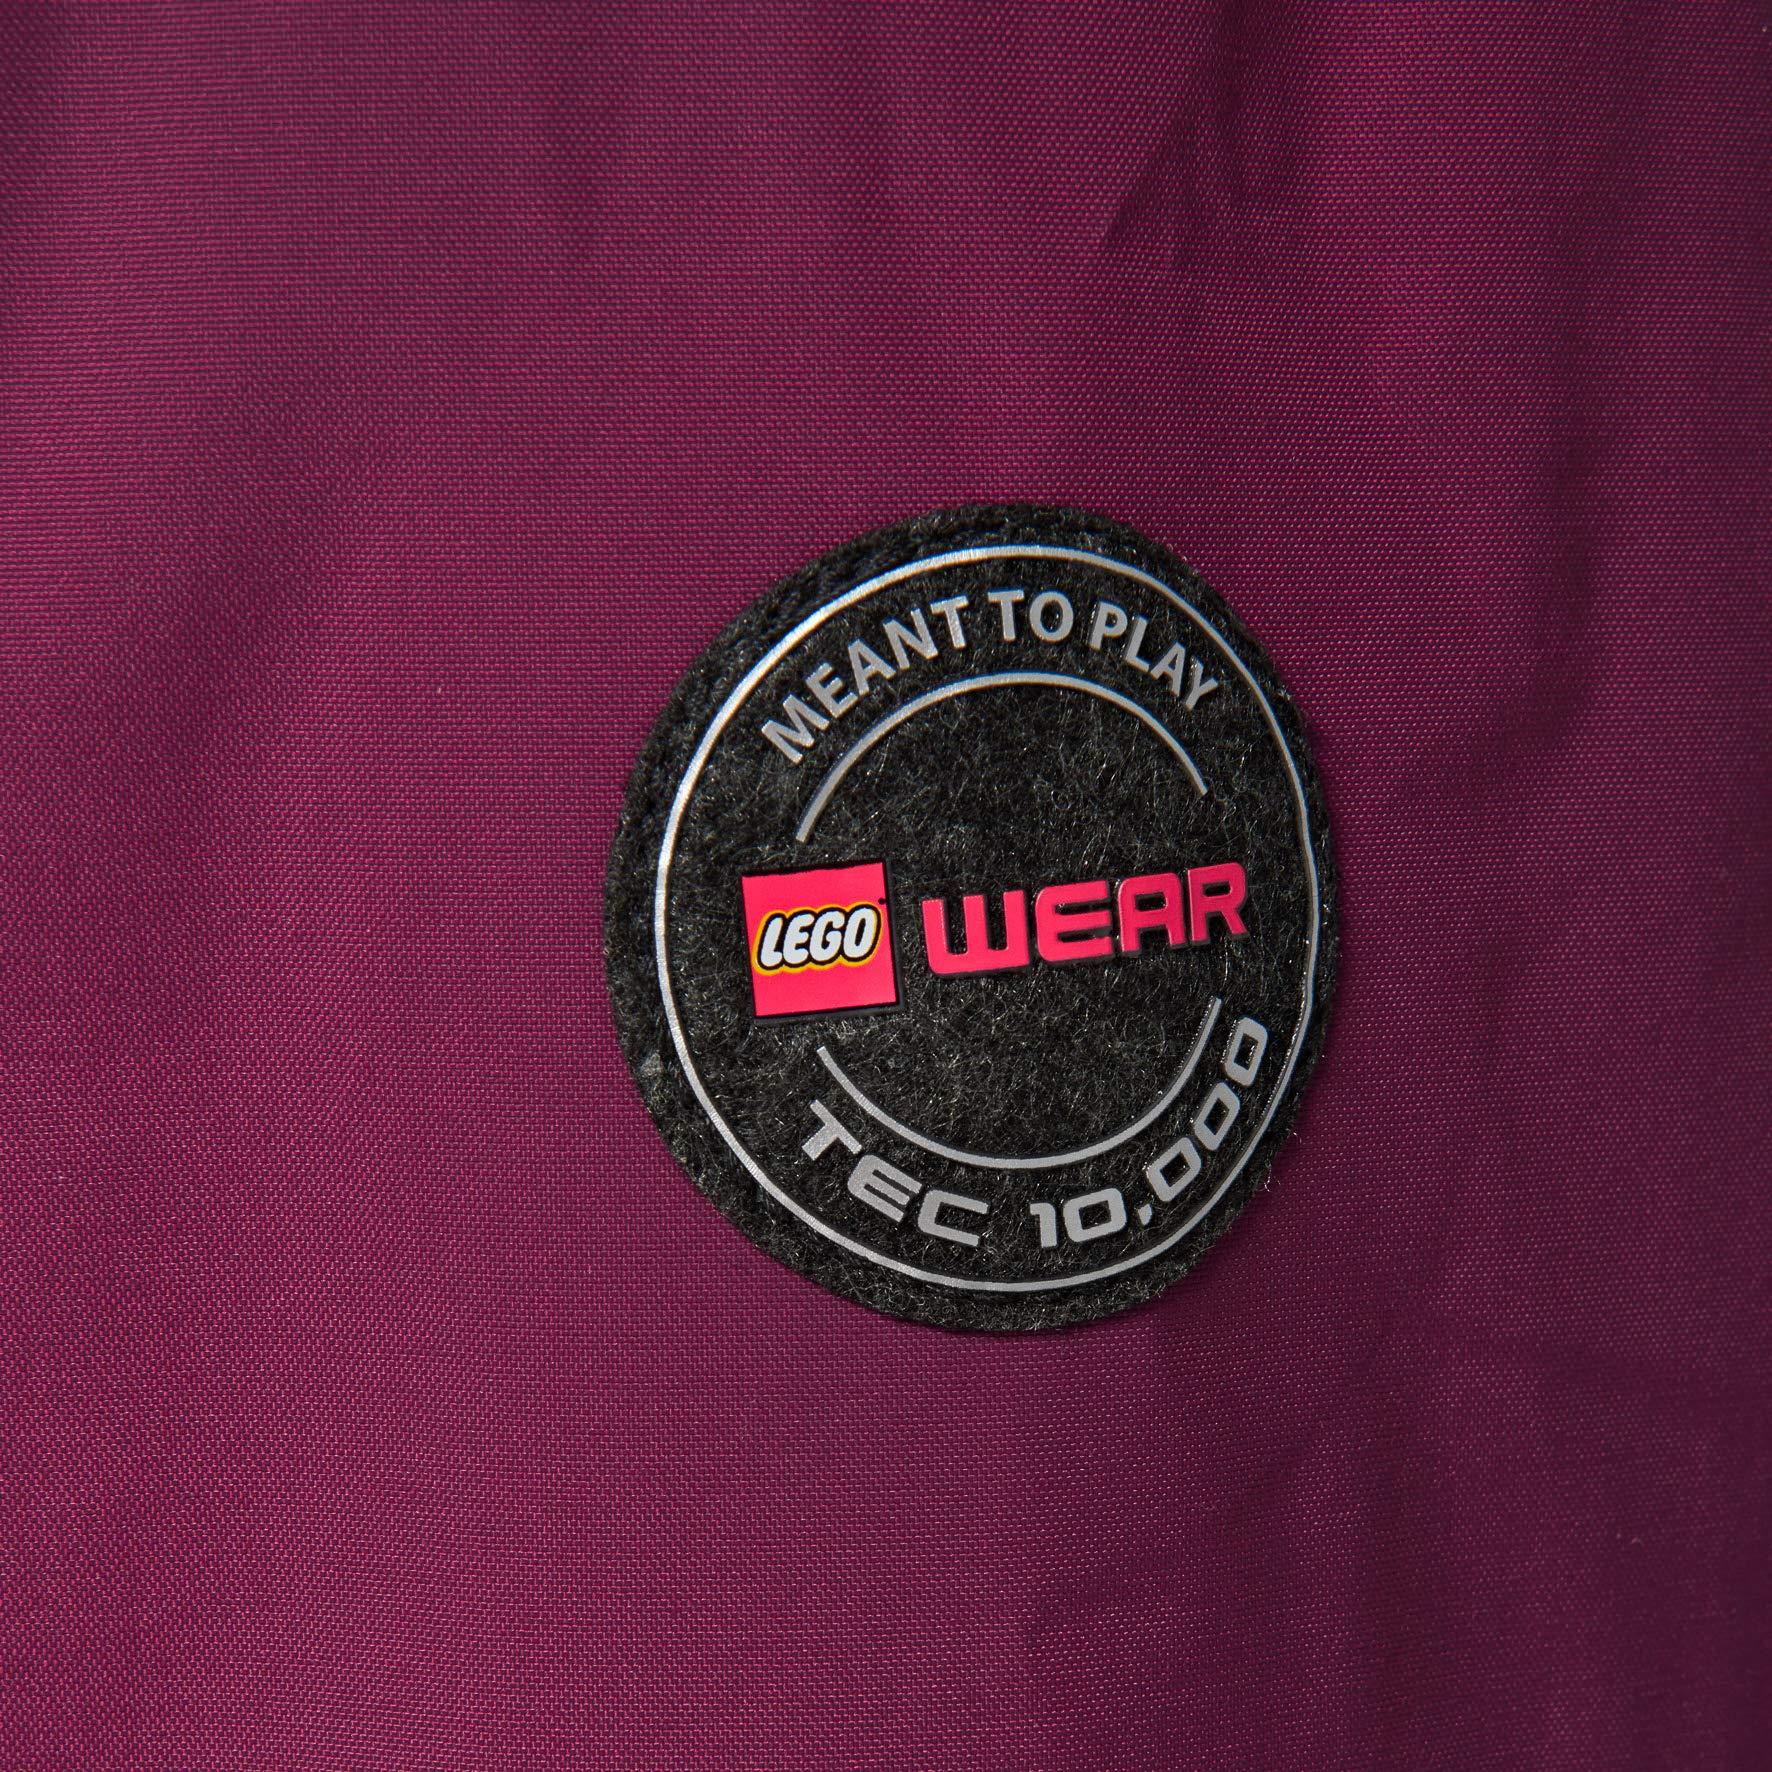 MEANT TO PLAY
LEGO WEAR
TEC 10,000